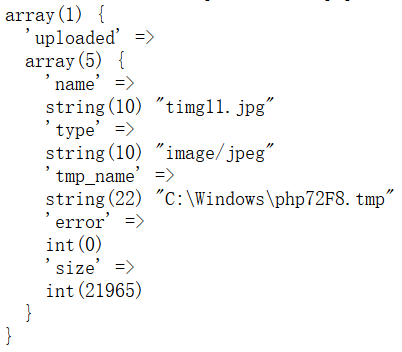 array(1) {
  'uploaded' =>
  array(5) {
    'name' =>
    string(10) "timg11.jpg"
    'type' =>
    string(10) "image/jpeg"
    'tmp_name' =>
    string(22) "C:\Windows\php72F8.tmp"
    'error' =>
    int(0)
    'size' =>
    int(21965)
  }
}